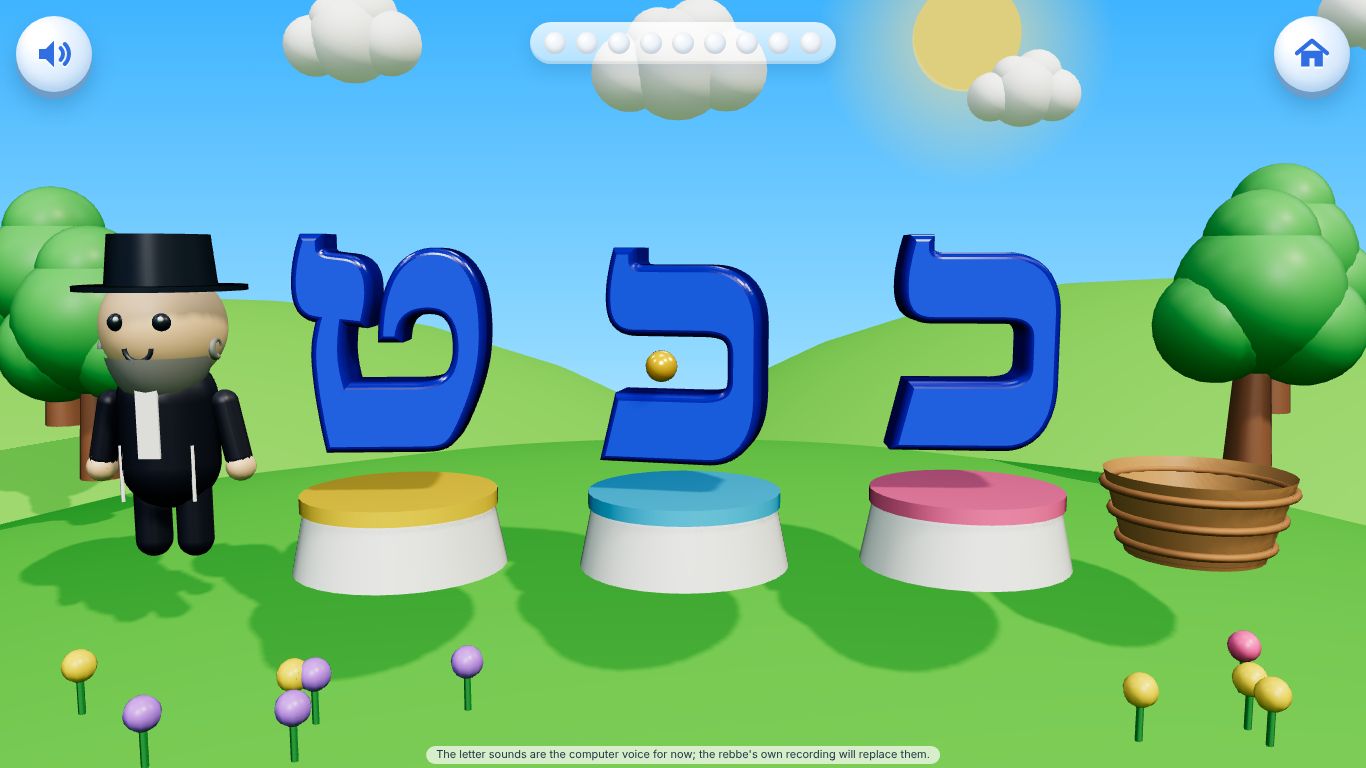 ט כּ כ
The letter sounds are the computer voice for now; the rebbe's own recording will replace them.